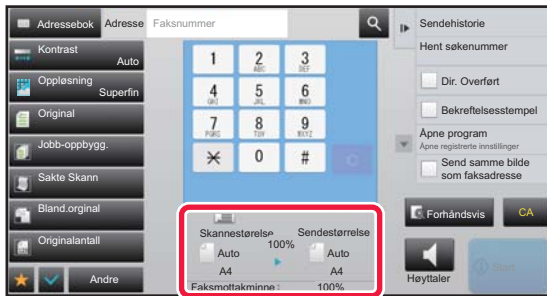 Adressebok
Adresse
Faksnummer
Sendehistorie
Kontrast
Auto
Hent søkenummer
Oppløsning
Superfin
Dir. Overført
Original
Bekreftelsesstempel
Jobb-oppbygg.
Åpne program
Åpne registrerte innstillinger
Sakte Skann
Send samme bilde
som faksadresse
Bland.orginal
Forhåndsvis
CA
Originalantall
Andre
Høyttaler
Start
1
2 ABC
3 DEF
4 GHI
5 JKL
6 MNO
7 PQRS
8 TUV
9 WXYZ
0
#
Skannestørelse
Sendestørrelse
100%
Auto
Auto
A4
A4
Faksmottakminne :
100%